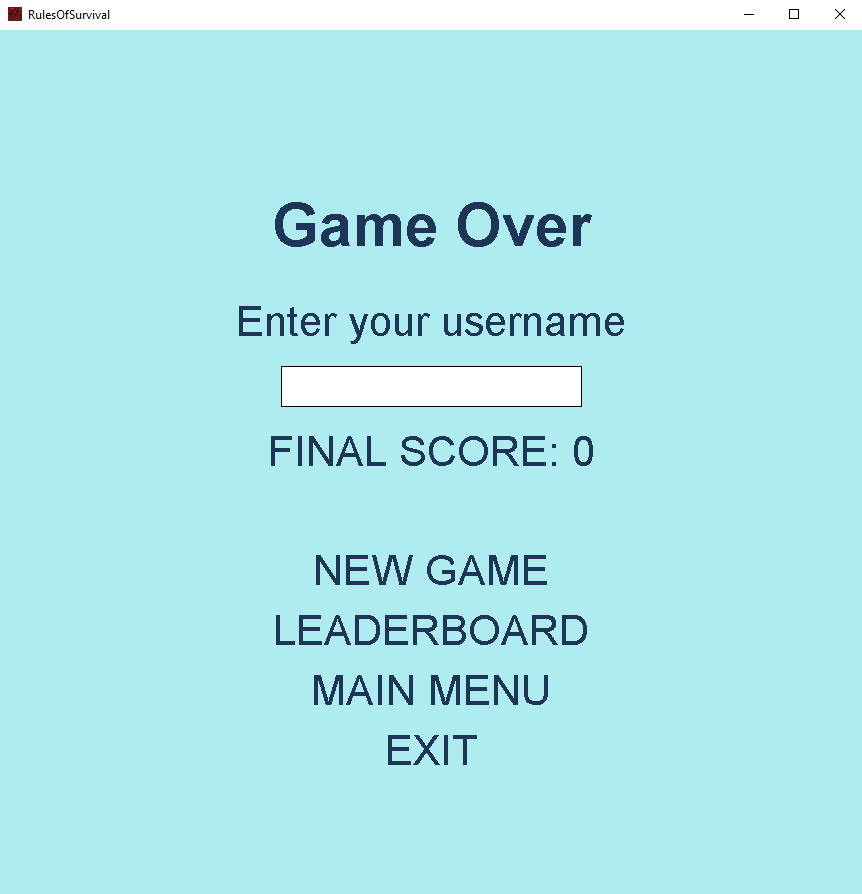 RulesOfSurvival
Game Over
Enter your username
FINAL SCORE: 0
NEW GAME
LEADERBOARD
MAIN MENU
EXIT